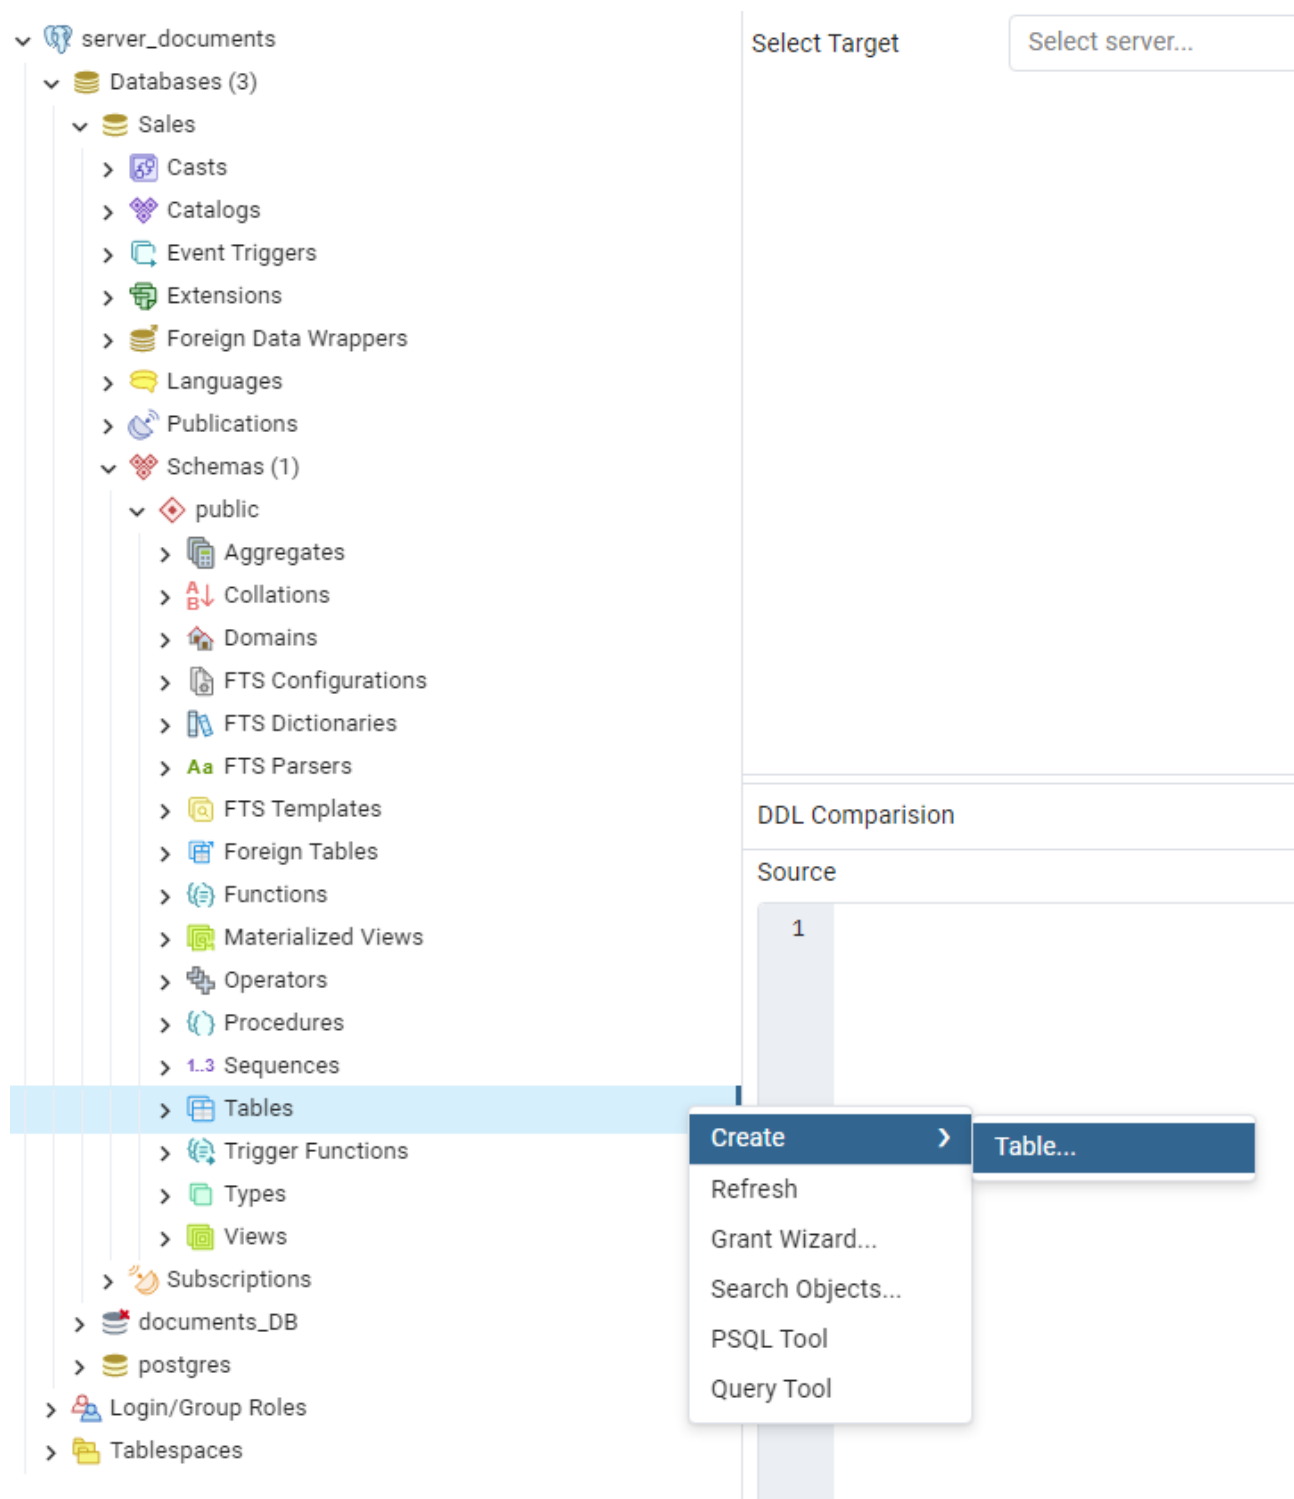 server_documents
Databases (3)
Sales
Casts
Catalogs
Event Triggers
Extensions
Foreign Data Wrappers
Languages
Publications
Schemas (1)
public
Aggregates
A
B
Collations
Domains
FTS Configurations
FTS Dictionaries
Aa FTS Parsers
FTS Templates
Foreign Tables
Functions
Materialized Views
Operators
Procedures
1..3 Sequences
Tables
Trigger Functions
Types
Views
Subscriptions
documents_DB
postgres
Login/Group Roles
Tablespaces
Select Target
Select server...
DDL Comparision
Source
1
Create
Table...
Refresh
Grant Wizard...
Search Objects...
PSQL Tool
Query Tool